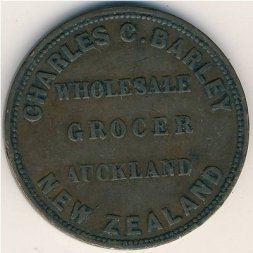 CHARLES C. BARLEY
WHOLESALE
GROCER
AUCKLAND
NEW ZEALAND